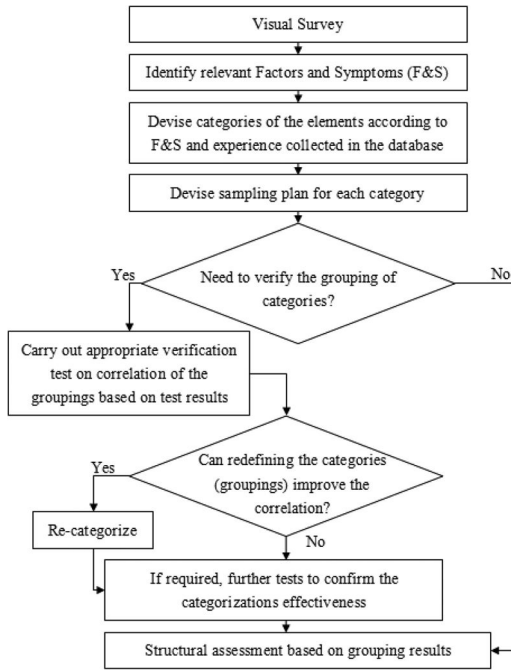 Visual Survey
Identify relevant Factors and Symptoms (F&S)
Devise categories of the elements according to
F&S and experience collected in the database
Devise sampling plan for each category
Yes
Need to verify the grouping of
categories?
No
Carry out appropriate verification
test on correlation of the
groupings based on test results
Yes
Can redefining the categories
(groupings) improve the
correlation?
Re-categorize
No
If required, further tests to confirm the
categorizations effectiveness
Structural assessment based on grouping results